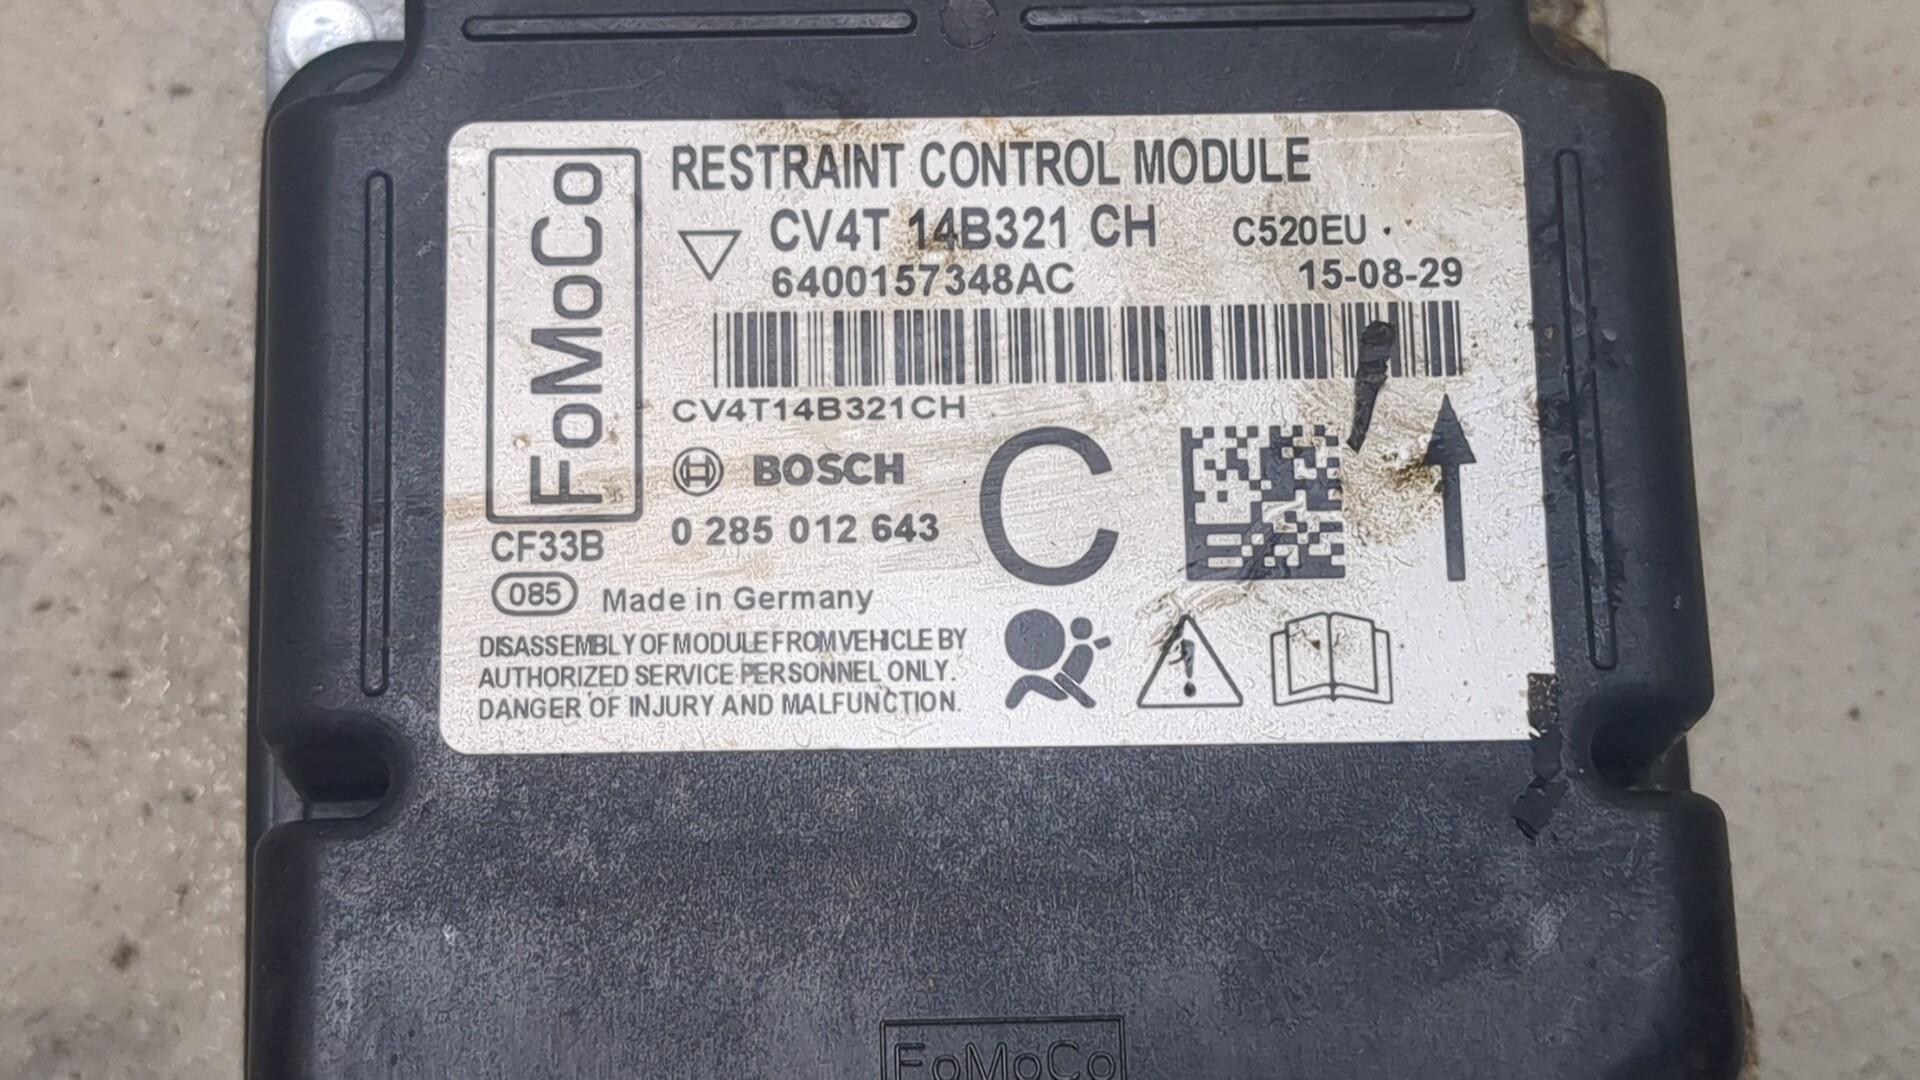 FoMoCo
RESTRAINT CONTROL MODULE
CV4T 14B321 CH C520EU
6400157348AC 15-08-29
CV4T14B321CH
BOSCH
C
0 285 012 643
CF33B
085 Made in Germany
DISASSEMBLY OF MODULE FROM VEHICLE BY
AUTHORIZED SERVICE PERSONNEL ONLY.
DANGER OF INJURY AND MALFUNCTION.
FoMoCo